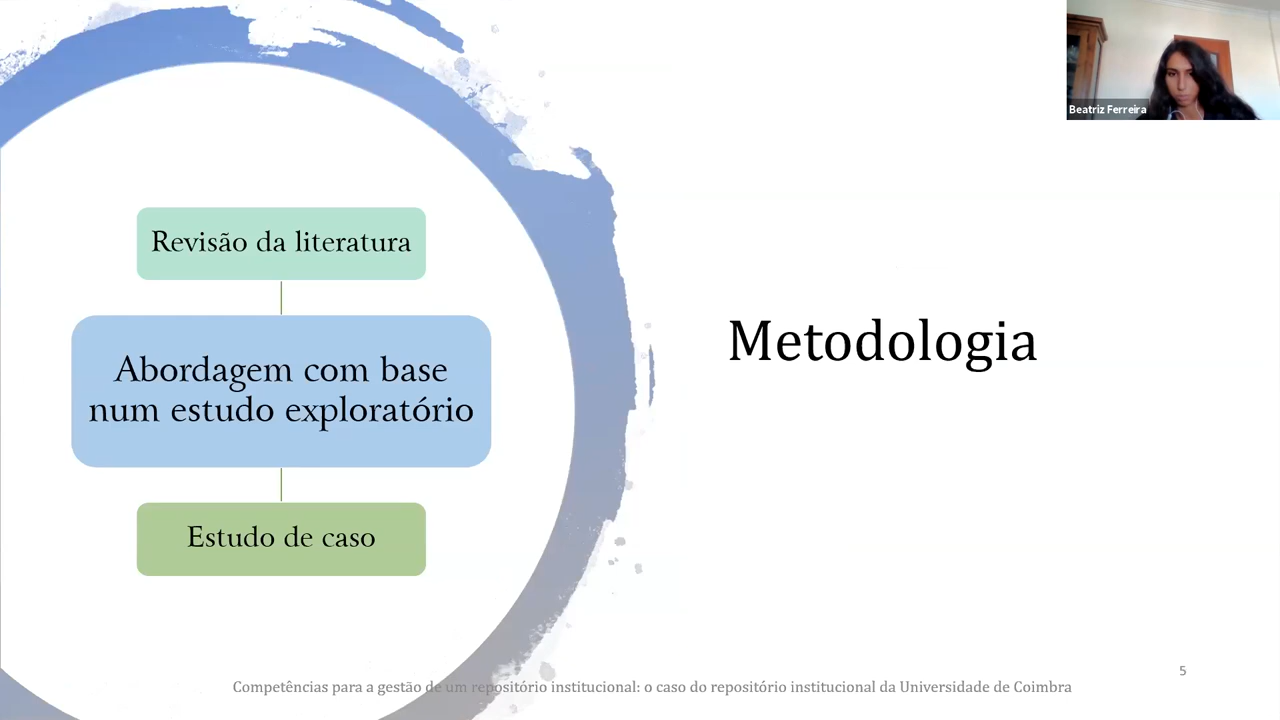 Beatriz Ferreira
Revisão da literatura
Abordagem com base
num estudo exploratório
Estudo de caso
Metodologia
5
Competências para a gestão de um repositório institucional: o caso do repositório institucional da Universidade de Coimbra